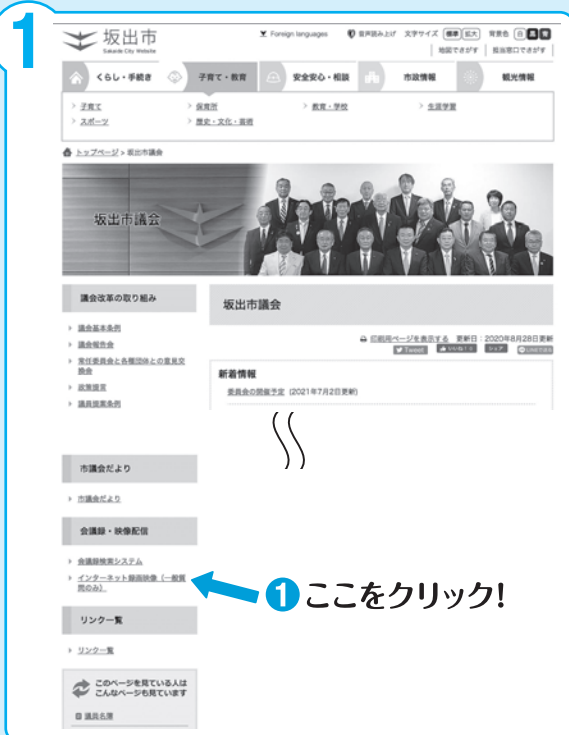 1
坂出市
Sakaide City Website
Foreign languages 音声読み上げ 文字サイズ 標準 拡大 背景色 白 黒 青
地図でさがす 担当窓口でさがす
くらし・手続き 子育て・教育 安全安心・相談 市政情報 観光情報
> 子育て > 保育所 > 教育・学校 > 生涯学習
> スポーツ > 歴史・文化・芸術
トップページ > 坂出市議会
坂出市議会
議会改革の取り組み
議会基本条例
議会報告会
常任委員会と各種団体との意見交
換会
政策提言
議員提案条例
坂出市議会
印刷用ページを表示する 更新日：2020年8月28日更新
Tweet いいね！ シェア LINEで送る
新着情報
委員会の開催予定 (2021年7月2日更新)
市議会だより
市議会だより
会議録・映像配信
会議録検索システム
インターネット録画映像（一般質
問のみ）
1 ここをクリック!
リンク一覧
リンク一覧
このページを見ている人は
こんなページも見ています
議員名簿